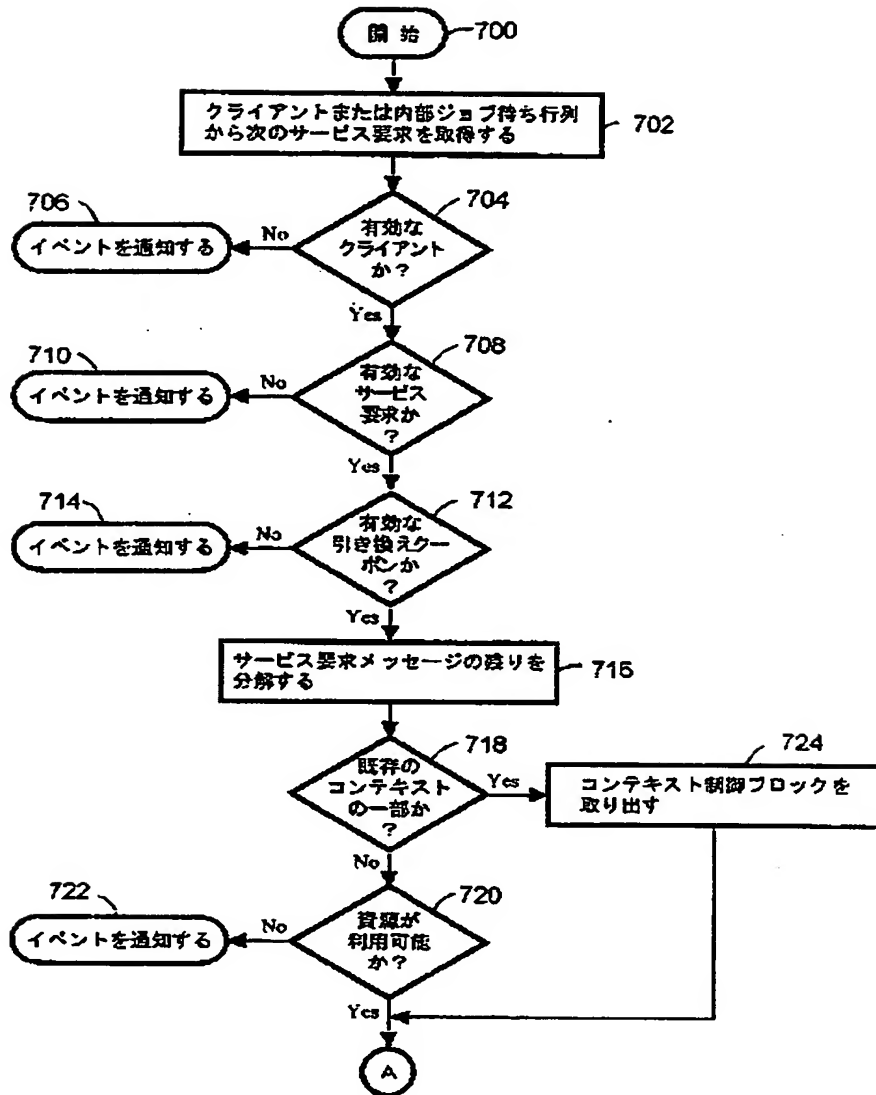 開 始
700
クライアントまたは内部ジョブ待ち行列
から次のサービス要求を取得する
702
704
有効な
クライアント
か?
706
イベントを通知する
No
Yes
708
有効な
サービス
要求か
?
710
イベントを通知する
No
Yes
712
有効な
引き換えクー
ポンか
?
714
イベントを通知する
No
Yes
サービス要求メッセージの残りを
分解する
716
718
既存の
コンテキスト
の一部か
?
Yes
724
コンテキスト制御ブロックを
取り出す
No
720
資源が
利用可能
か?
722
イベントを通知する
No
Yes
A